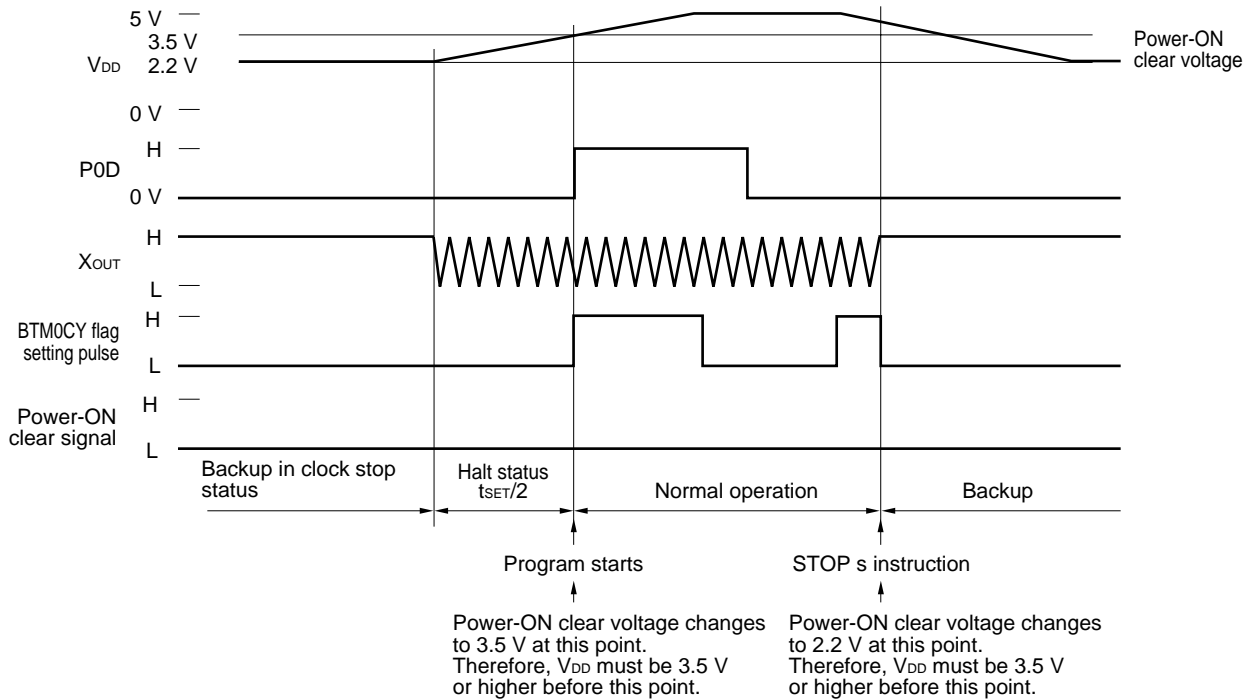 5 V
3.5 V
VDD 2.2 V
Power-ON
clear voltage
0 V
H
P0D
0 V
H
XOUT
L
H
BTM0CY flag
setting pulse
L
H
Power-ON
clear signal
L
Backup in clock stop
status
Halt status
tSET/2
Normal operation
Backup
Program starts
STOP s instruction
Power-ON clear voltage changes
to 3.5 V at this point.
Therefore, VDD must be 3.5 V
or higher before this point.
Power-ON clear voltage changes
to 2.2 V at this point.
Therefore, VDD must be 3.5 V
or higher before this point.